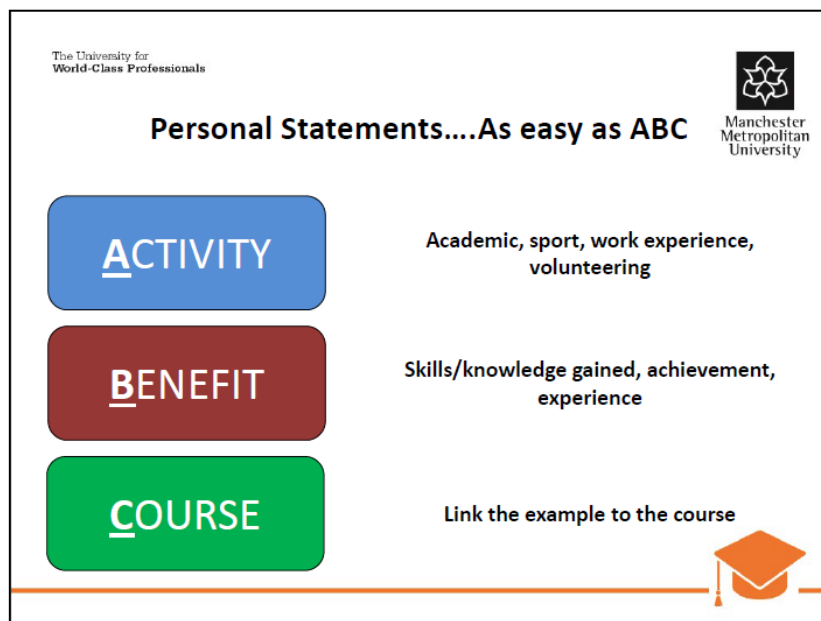 The University for
World-Class Professionals
Manchester
Metropolitan
University
Personal Statements....As easy as ABC
ACTIVITY
Academic, sport, work experience,
volunteering
BENEFIT
Skills/knowledge gained, achievement,
experience
COURSE
Link the example to the course